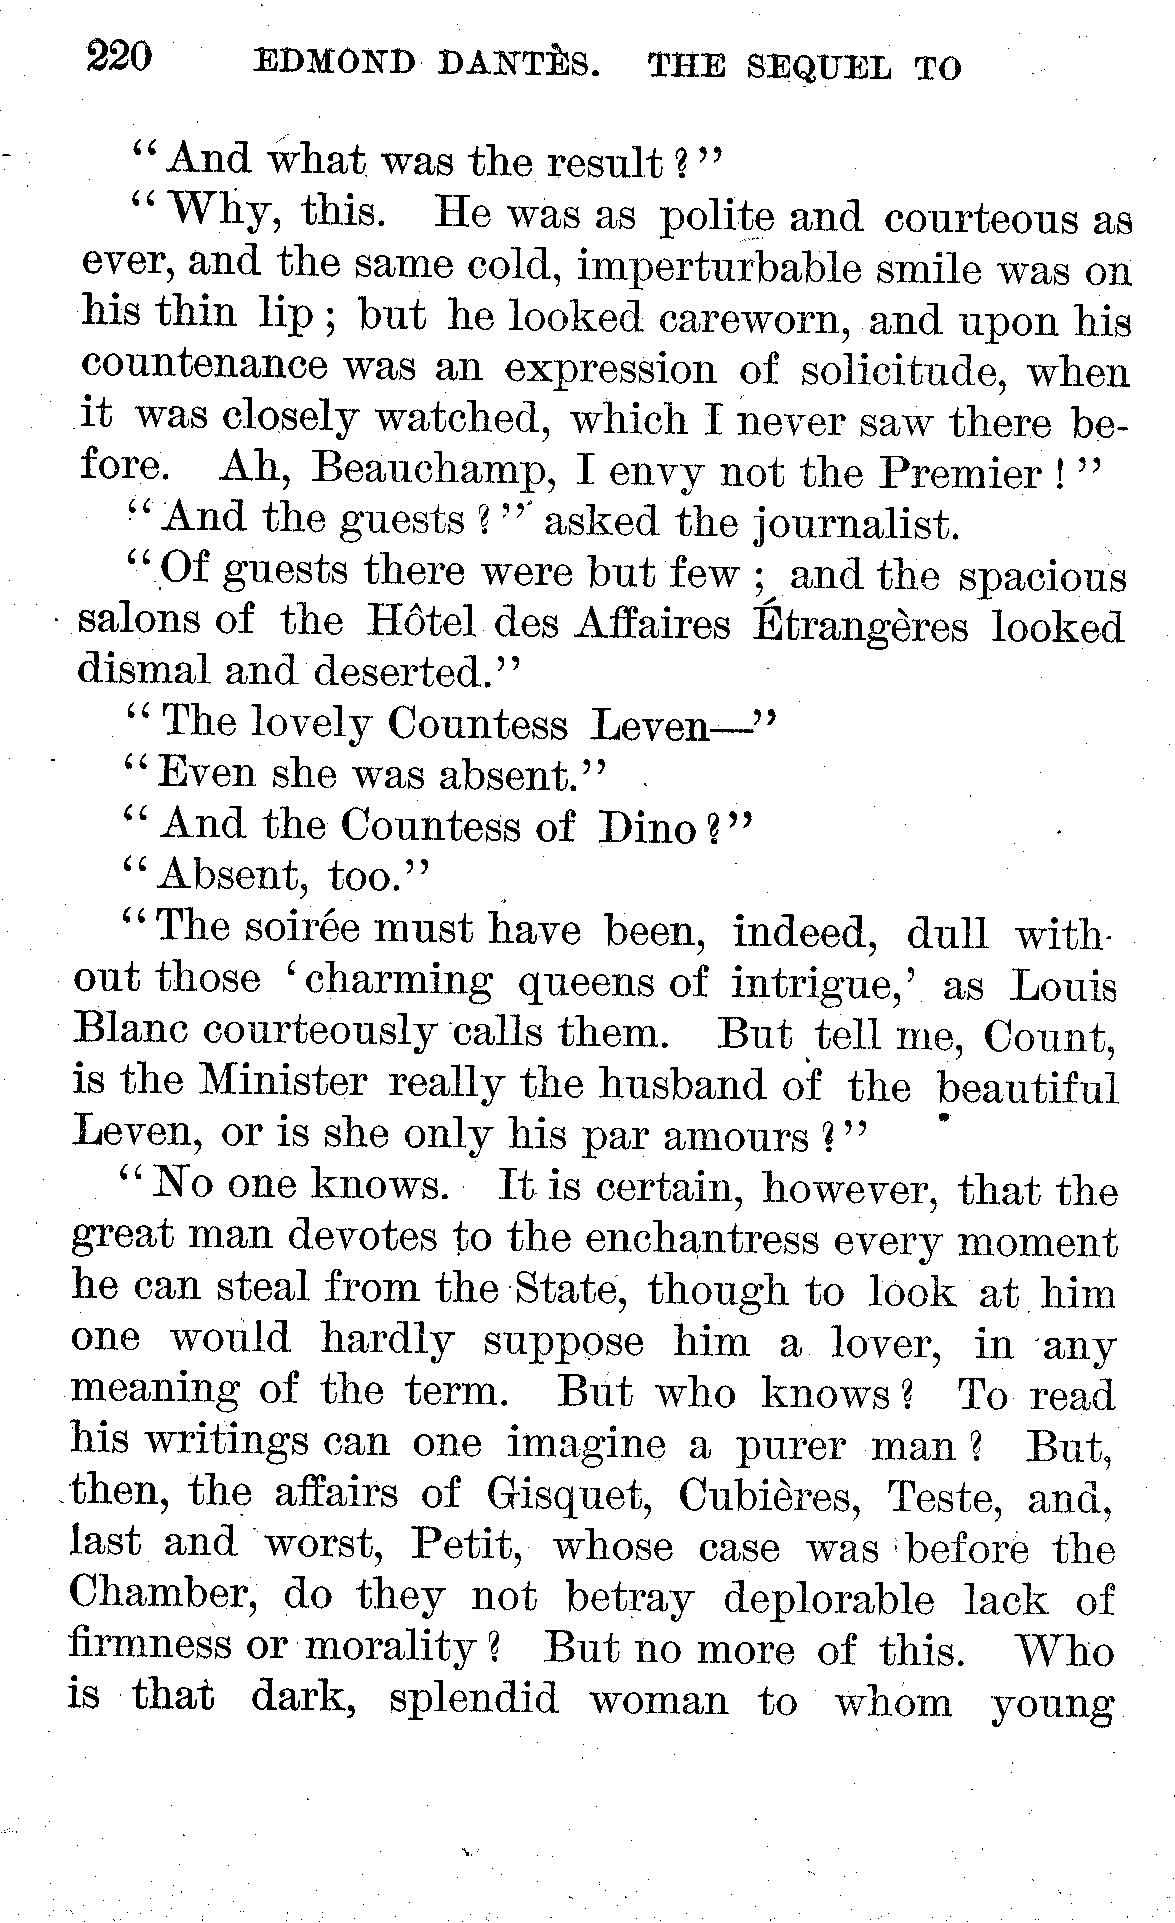 220 EDMOND DANTÈS. THE SEQUEL TO
"And what was the result?"
"Why, this. He was as polite and courteous as
ever, and the same cold, imperturbable smile was on
his thin lip; but he looked careworn, and upon his
countenance was an expression of solicitude, when
it was closely watched, which I never saw there be-
fore. Ah, Beauchamp, I envy not the Premier!"
"And the guests?" asked the journalist.
"Of guests there were but few; and the spacious
salons of the Hôtel des Affaires Étrangères looked
dismal and deserted."
"The lovely Countess Leven—"
"Even she was absent."
"And the Countess of Dino?"
"Absent, too."
"The soirée must have been, indeed, dull with-
out those 'charming queens of intrigue,' as Louis
Blanc courteously calls them. But tell me, Count,
is the Minister really the husband of the beautiful
Leven, or is she only his par amours?"
"No one knows. It is certain, however, that the
great man devotes to the enchantress every moment
he can steal from the State, though to look at him
one would hardly suppose him a lover, in any
meaning of the term. But who knows? To read
his writings can one imagine a purer man? But,
then, the affairs of Gisquet, Cubières, Teste, and,
last and worst, Petit, whose case was before the
Chamber, do they not betray deplorable lack of
firmness or morality? But no more of this. Who
is that dark, splendid woman to whom young